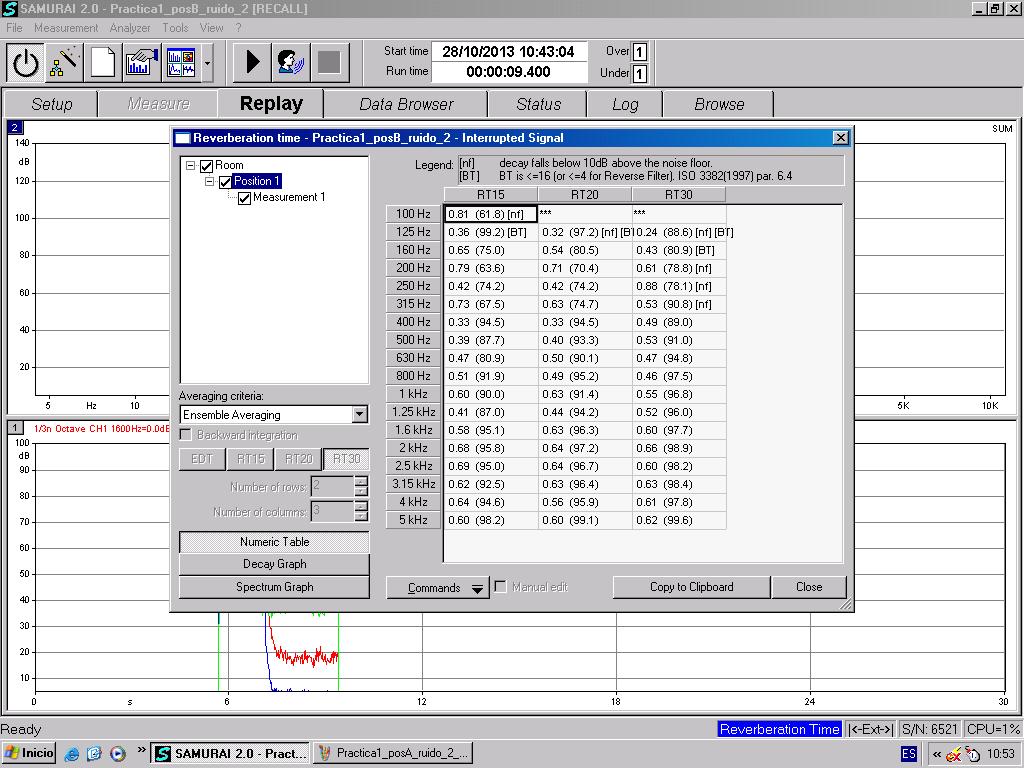 SAMURAI 2.0 - Practica1_posB_ruido_2 [RECALL]
File Measurement Analyzer Tools View ?
Start time 28/10/2013 10:43:04 Over 1
Run time 00:00:09.400 Under 1
Setup Measure Replay Data Browser Status Log Browse
2 SUM
140
dB
120
100
80
60
40
20
5 Hz 10 5K 10K
1 1/3n Octave CH1 1600Hz=0.0dB
100
dB
90
80
70
60
50
40
30
20
10
0 s 6 12 18 24 30
Reverberation time - Practica1_posB_ruido_2 - Interrupted Signal
Room
Position 1
Measurement 1
Averaging criteria:
Ensemble Averaging
Backward integration
EDT RT15 RT20 RT30
Number of rows: 2
Number of columns: 3
Numeric Table
Decay Graph
Spectrum Graph
Legend: [nf] decay falls below 10dB above the noise floor.
[BT] BT is <=16 (or <=4 for Reverse Filter). ISO 3382(1997) par. 6.4
RT15 RT20 RT30
100 Hz 0.81 (61.8) [nf] *** ***
125 Hz 0.36 (99.2) [BT] 0.32 (97.2) [nf] [BT] 0.24 (88.6) [nf] [BT]
160 Hz 0.65 (75.0) 0.54 (80.5) 0.43 (80.9) [BT]
200 Hz 0.79 (63.6) 0.71 (70.4) 0.61 (78.8) [nf]
250 Hz 0.42 (74.2) 0.42 (74.2) 0.88 (78.1) [nf]
315 Hz 0.73 (67.5) 0.63 (74.7) 0.53 (90.8) [nf]
400 Hz 0.33 (94.5) 0.33 (94.5) 0.49 (89.0)
500 Hz 0.39 (87.7) 0.40 (93.3) 0.53 (91.0)
630 Hz 0.47 (80.9) 0.50 (90.1) 0.47 (94.8)
800 Hz 0.51 (91.9) 0.49 (95.2) 0.46 (97.5)
1 kHz 0.60 (90.0) 0.63 (91.4) 0.55 (96.8)
1.25 kHz 0.41 (87.0) 0.44 (94.2) 0.52 (96.0)
1.6 kHz 0.58 (95.1) 0.63 (96.3) 0.60 (97.7)
2 kHz 0.68 (95.8) 0.64 (97.2) 0.66 (98.9)
2.5 kHz 0.69 (95.0) 0.64 (96.7) 0.60 (98.2)
3.15 kHz 0.62 (92.5) 0.63 (96.4) 0.63 (98.4)
4 kHz 0.64 (94.6) 0.56 (95.9) 0.61 (97.8)
5 kHz 0.60 (98.2) 0.60 (99.1) 0.62 (99.6)
Commands Manual edit Copy to Clipboard Close
Ready Reverberation Time |<-Ext->| S/N: 6521 CPU=1%
Inicio » SAMURAI 2.0 - Pract... Practica1_posA_ruido_2_... ES « 10:53